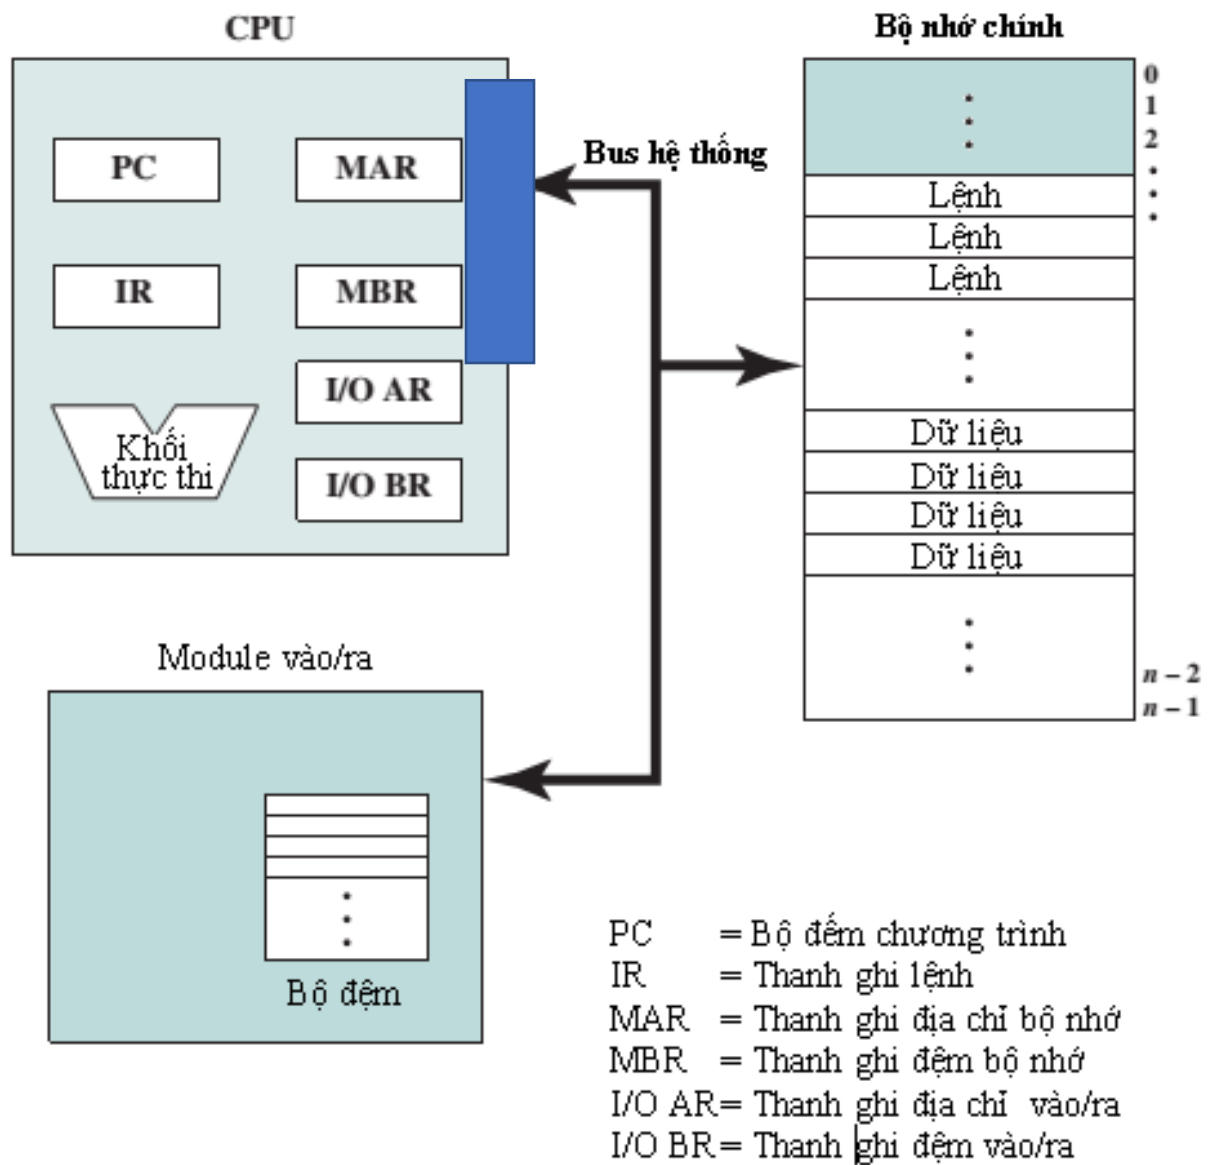 CPU
PC
MAR
IR
MBR
I/O AR
Khối
thực thi
I/O BR
Bus hệ thống
Bộ nhớ chính
0
1
2
Lệnh
Lệnh
Lệnh
Dữ liệu
Dữ liệu
Dữ liệu
Dữ liệu
n – 2
n – 1
Module vào/ra
Bộ đệm
PC = Bộ đếm chương trình
IR = Thanh ghi lệnh
MAR = Thanh ghi địa chỉ bộ nhớ
MBR = Thanh ghi đệm bộ nhớ
I/O AR= Thanh ghi địa chỉ vào/ra
I/O BR= Thanh ghi đệm vào/ra